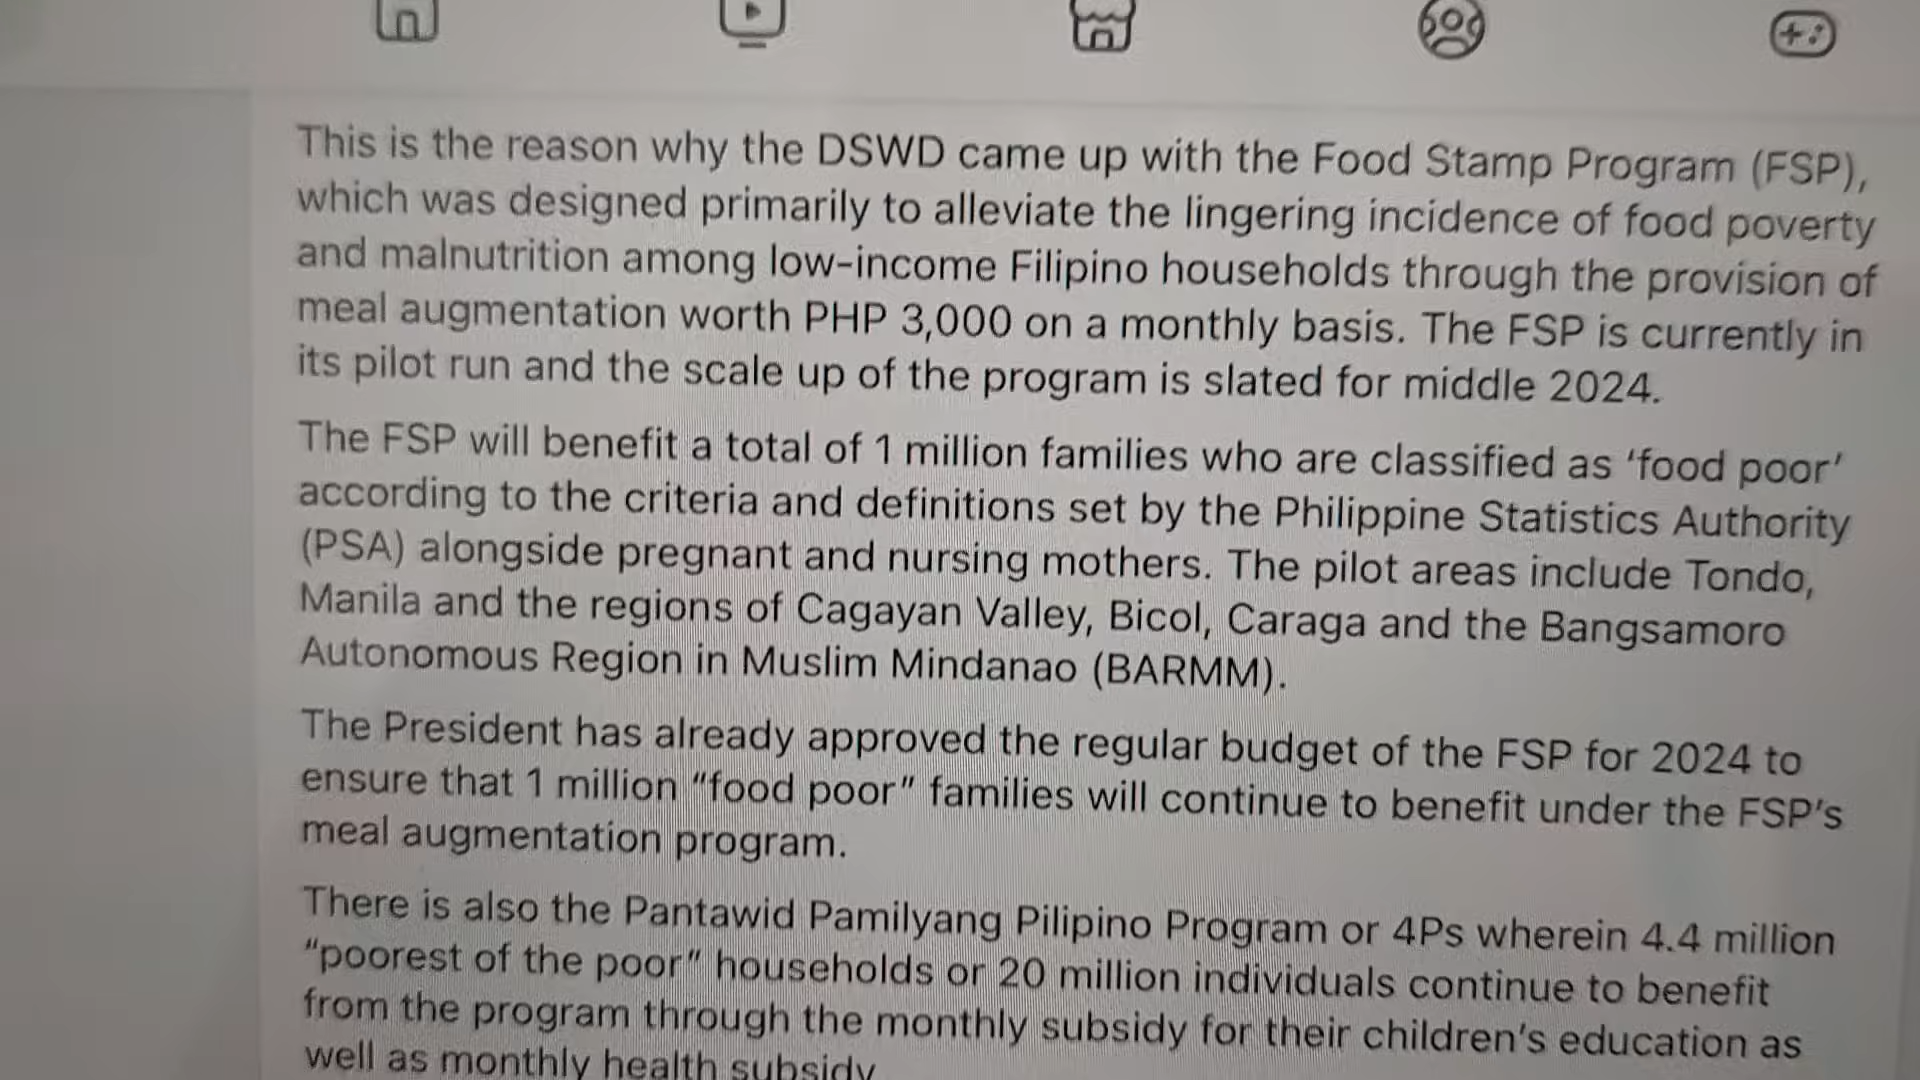 This is the reason why the DSWD came up with the Food Stamp Program (FSP),
which was designed primarily to alleviate the lingering incidence of food poverty
and malnutrition among low-income Filipino households through the provision of
meal augmentation worth PHP 3,000 on a monthly basis. The FSP is currently in
its pilot run and the scale up of the program is slated for middle 2024.
The FSP will benefit a total of 1 million families who are classified as ‘food poor’
according to the criteria and definitions set by the Philippine Statistics Authority
(PSA) alongside pregnant and nursing mothers. The pilot areas include Tondo,
Manila and the regions of Cagayan Valley, Bicol, Caraga and the Bangsamoro
Autonomous Region in Muslim Mindanao (BARMM).
The President has already approved the regular budget of the FSP for 2024 to
ensure that 1 million “food poor” families will continue to benefit under the FSP’s
meal augmentation program.
There is also the Pantawid Pamilyang Pilipino Program or 4Ps wherein 4.4 million
“poorest of the poor” households or 20 million individuals continue to benefit
from the program through the monthly subsidy for their children’s education as
well as monthly health subsidy